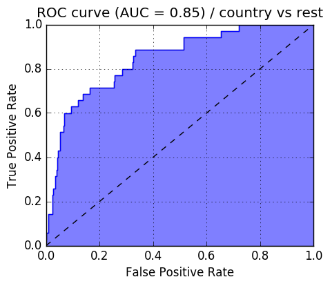 ROC curve (AUC = 0.85) / country vs rest
1.0
0.8
0.6
0.4
0.2
0.0
True Positive Rate
0.0 0.2 0.4 0.6 0.8 1.0
False Positive Rate